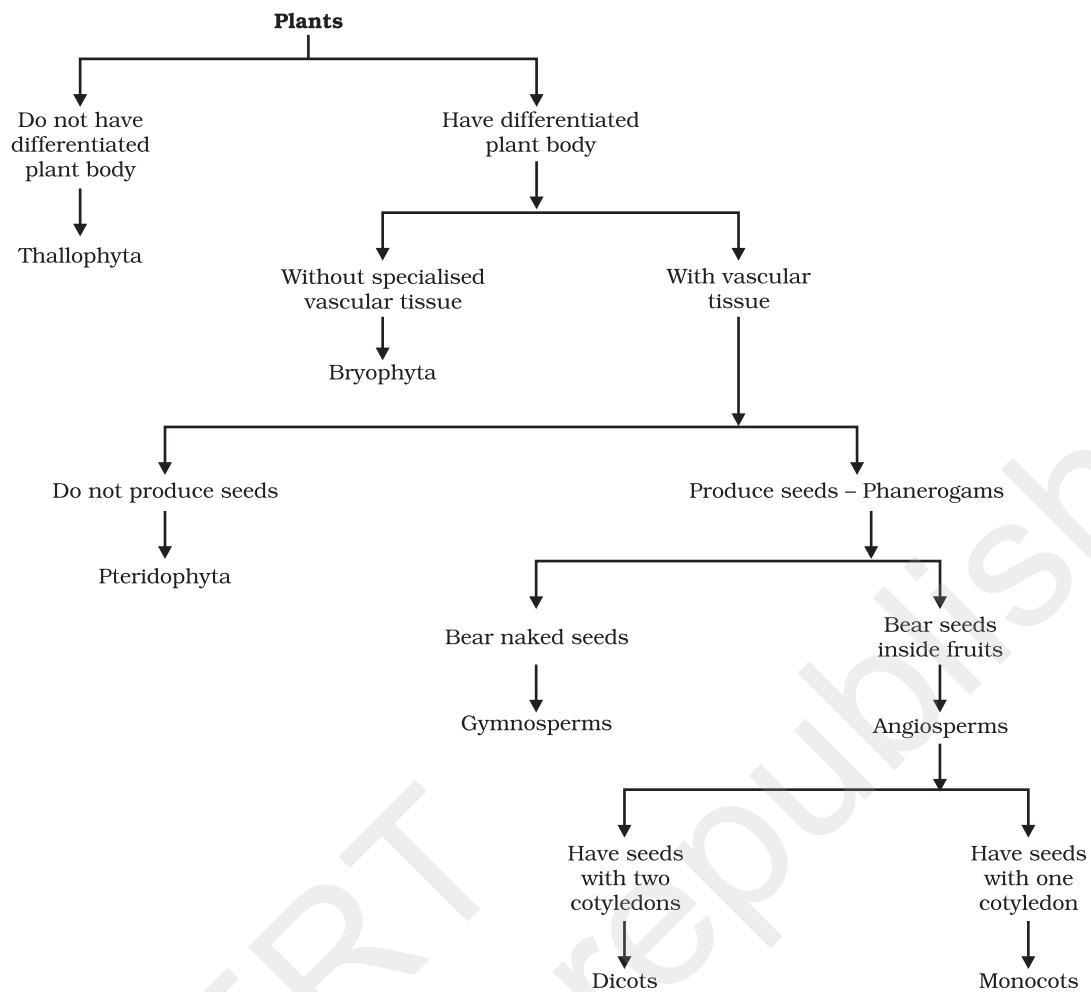 Plants
Do not have
differentiated
plant body
Have differentiated
plant body
Thallophyta
Without specialised
vascular tissue
With vascular
tissue
Bryophyta
Do not produce seeds
Produce seeds – Phanerogams
Pteridophyta
Bear naked seeds
Bear seeds
inside fruits
Gymnosperms
Angiosperms
Have seeds
with two
cotyledons
Have seeds
with one
cotyledon
Dicots
Monocots
republish